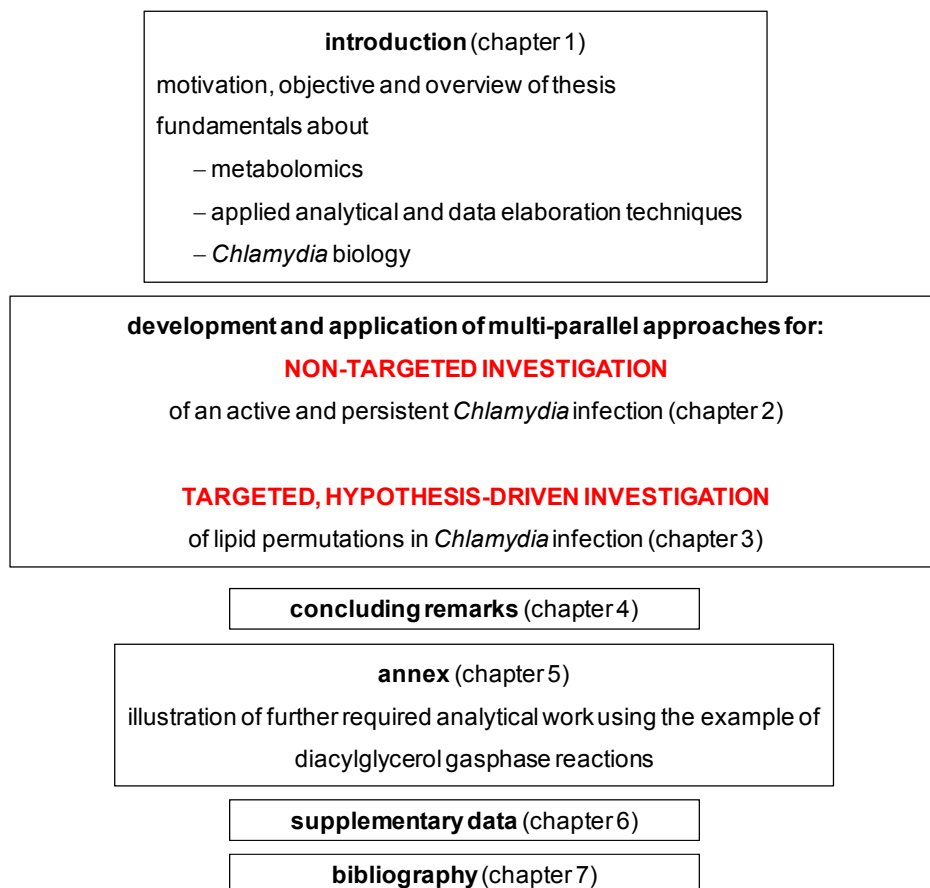 introduction (chapter 1)
motivation, objective and overview of thesis
fundamentals about
– metabolomics
– applied analytical and data elaboration techniques
– Chlamydia biology
development and application of multi-parallel approaches for:
NON-TARGETED INVESTIGATION
of an active and persistent Chlamydia infection (chapter 2)
TARGETED, HYPOTHESIS-DRIVEN INVESTIGATION
of lipid permutations in Chlamydia infection (chapter 3)
concluding remarks (chapter 4)
annex (chapter 5)
illustration of further required analytical work using the example of
diacylglycerol gasphase reactions
supplementary data (chapter 6)
bibliography (chapter 7)